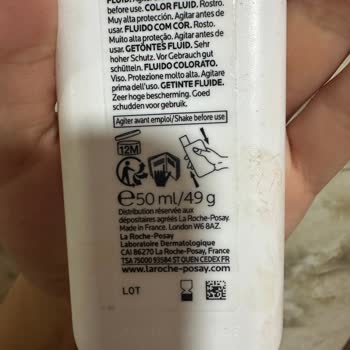 before use. COLOR FLUID. Rostro.
Muy alta protección. Agitar antes de
usar. FLUIDO COM COR. Rosto.
Muito alta proteção. Agitar antes de
usar. GETÖNTES FLUID. Sehr
hoher Schutz. Vor Gebrauch gut
schütteln. FLUIDO COLORATO.
Viso. Protezione molto alta. Agitare
prima dell'uso. GETINTE FLUIDE.
Zeer hoge bescherming. Goed
schudden voor gebruik.
Agiter avant emploi/Shake before use
12M
℮50 ml/49 g
Distribution réservée aux
dépositaires agréés La Roche-Posay.
Made in France. London W6 8AZ.
La Roche-Posay
Laboratoire Dermatologique
CAI 86270 La Roche-Posay, France
TSA 75000 93584 ST OUEN CEDEX FR
www.laroche-posay.com
LOT